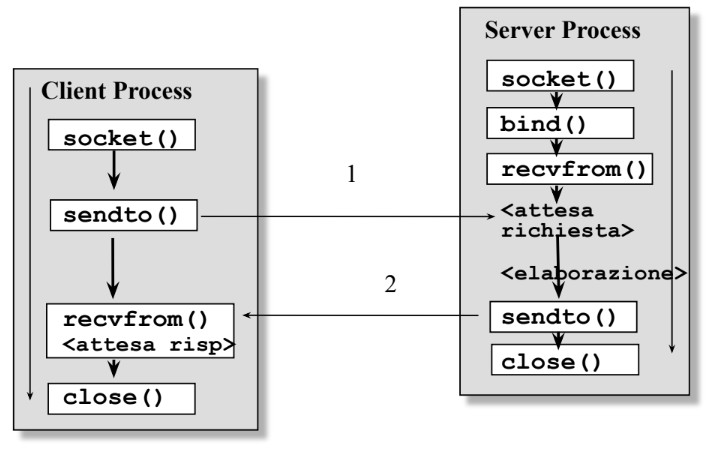 Client Process
socket()
sendto()
recvfrom()
<attesa risp>
close()
1
2
Server Process
socket()
bind()
recvfrom()
<attesa
richiesta>
<elaborazione>
sendto()
close()